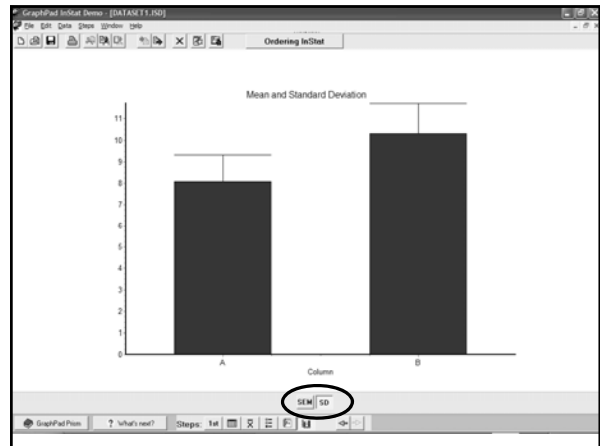 GraphPad InStat Demo - [DATASET1.ISD]
File Edit Data Steps Window Help
Ordering InStat
Mean and Standard Deviation
11
10
9
8
7
6
5
4
3
2
1
0
A B
Column
SEM SD
GraphPad Prism ? What's next? Steps: 1st